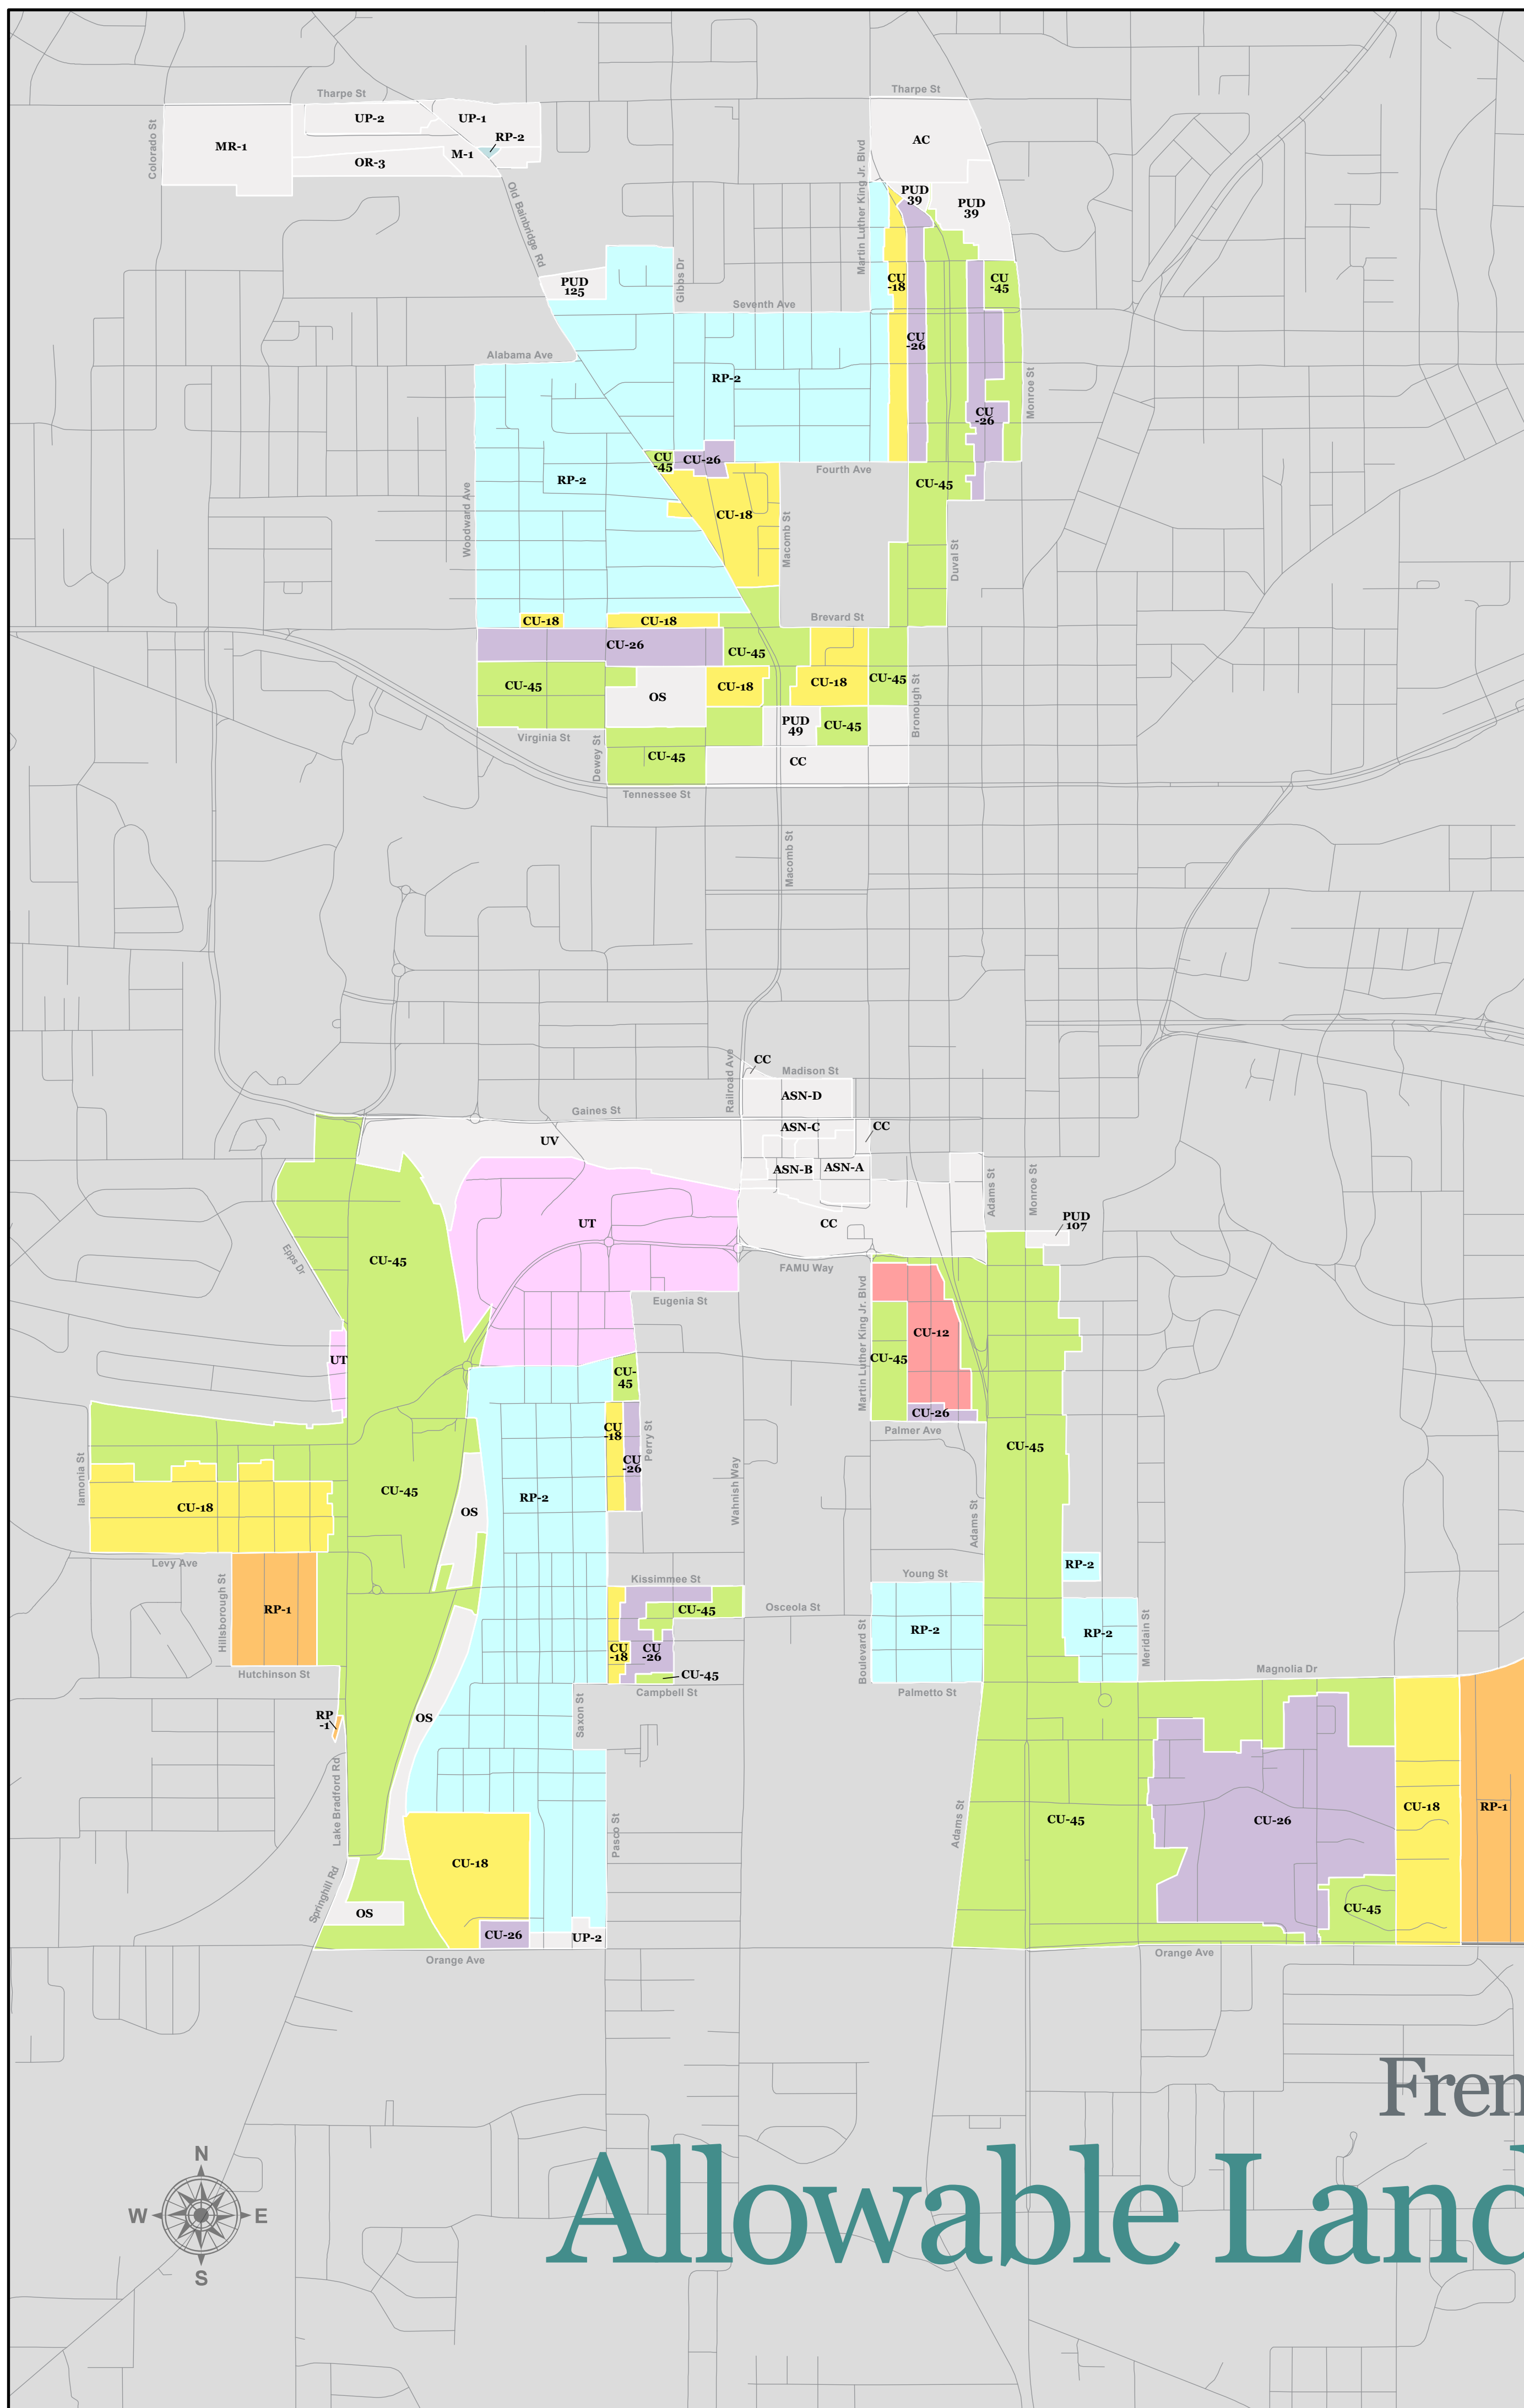 Tharpe St
Tharpe St
Colorado St
MR-1
UP-2
UP-1
RP-2
M-1
OR-3
Old Bainbridge Rd
AC
Martin Luther King Jr. Blvd
PUD
39
PUD
39
PUD
125
Gibbs Dr
CU
-18
CU
-45
Seventh Ave
CU
-26
Alabama Ave
RP-2
Monroe St
CU
-26
CU
-45
CU-26
Fourth Ave
RP-2
CU-45
Woodward Ave
CU-18
Macomb St
Duval St
CU-18
CU-18
Brevard St
CU-26
CU-45
CU-45
CU-18
CU-18
CU-45
OS
Bronough St
PUD
49
CU-45
Virginia St
Dewey St
CU-45
CC
Tennessee St
Macomb St
Railroad Ave
CC
Madison St
ASN-D
Gaines St
ASN-C
CC
UV
ASN-B
ASN-A
Adams St
Monroe St
PUD
107
UT
CC
Epps Dr
CU-45
FAMU Way
Eugenia St
Martin Luther King Jr. Blvd
CU-12
UT
CU-45
CU-
45
CU-26
Palmer Ave
CU
-18
Perry St
CU
-26
CU-45
Iamonia St
CU-18
CU-45
RP-2
OS
Wahnish Way
Adams St
Levy Ave
RP-2
Hillsborough St
RP-1
Kissimmee St
Young St
CU-45
Osceola St
RP-2
RP-2
Boulevard St
Meridain St
CU
-18
CU
-26
CU-45
Hutchinson St
Campbell St
Palmetto St
Magnolia Dr
RP
-1
OS
Saxon St
Lake Bradford Rd
Pasco St
Adams St
CU-45
CU-26
CU-18
RP-1
CU-18
Springhill Rd
OS
CU-26
UP-2
CU-45
Orange Ave
Orange Ave
Fren
Allowable Land
N
W
E
S